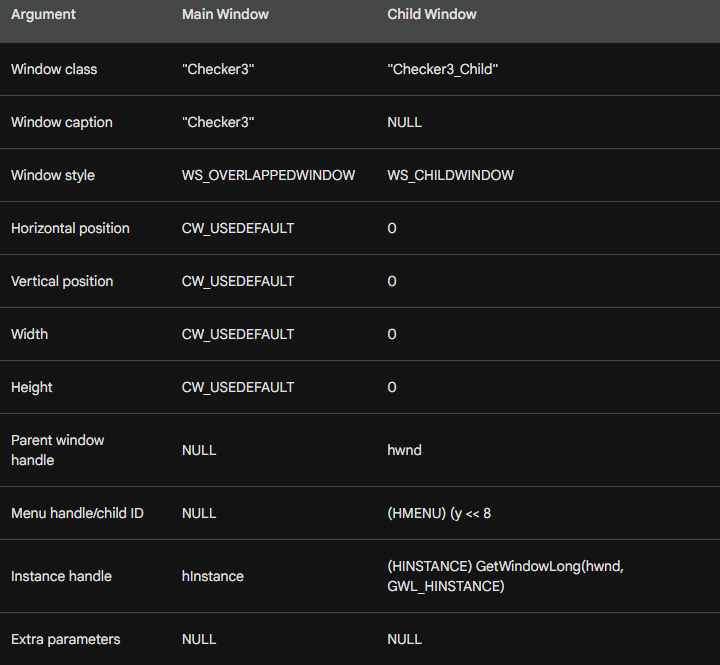 Argument Main Window Child Window
Window class "Checker3" "Checker3_Child"
Window caption "Checker3" NULL
Window style WS_OVERLAPPEDWINDOW WS_CHILDWINDOW
Horizontal position CW_USEDEFAULT 0
Vertical position CW_USEDEFAULT 0
Width CW_USEDEFAULT 0
Height CW_USEDEFAULT 0
Parent window
handle NULL hwnd
Menu handle/child ID NULL (HMENU) (y << 8
Instance handle hInstance (HINSTANCE) GetWindowLong(hwnd,
GWL_HINSTANCE)
Extra parameters NULL NULL